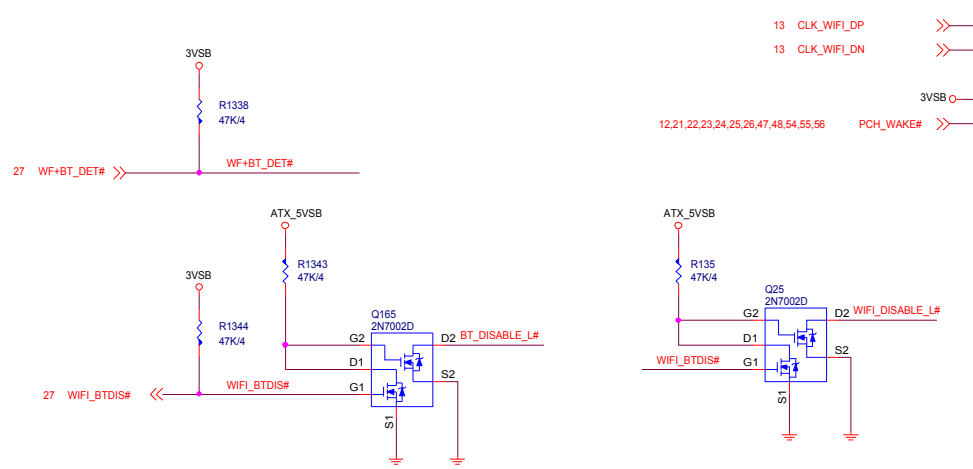 13 CLK_WIFI_DP
13 CLK_WIFI_DN
3VSB
R1338
47K/4
3VSB
12,21,22,23,24,25,26,47,48,54,55,56 PCH_WAKE#
27 WF+BT_DET#
WF+BT_DET#
ATX_5VSB
R1343
47K/4
3VSB
R1344
47K/4
Q165
2N7002D
G2
D2
BT_DISABLE_L#
D1
S2
27 WIFI_BTDIS#
WIFI_BTDIS#
G1
S1
ATX_5VSB
R135
47K/4
Q25
2N7002D
G2
D2
WIFI_DISABLE_L#
D1
S2
WIFI_BTDIS#
G1
S1